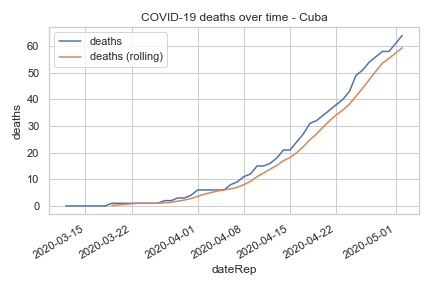 COVID-19 deaths over time - Cuba
deaths
deaths (rolling)
60
50
40
30
20
10
0
deaths
2020-03-15
2020-03-22
2020-04-01
2020-04-08
2020-04-15
2020-04-22
2020-05-01
dateRep